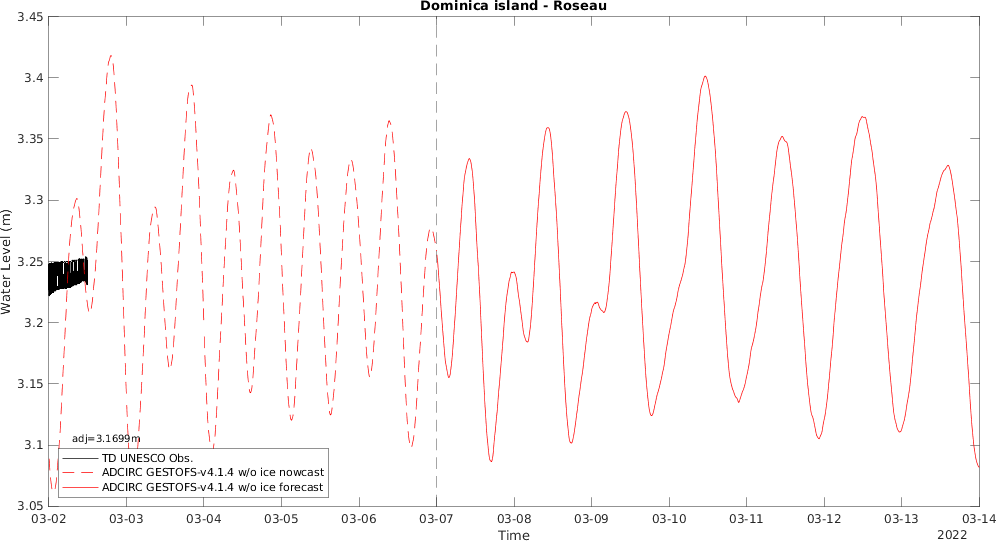 Dominica island - Roseau
3.45
3.4
3.35
3.3
3.25
3.2
3.15
3.1
3.05
Water Level (m)
adj=3.1699m
TD UNESCO Obs.
ADCIRC GESTOFS-v4.1.4 w/o ice nowcast
ADCIRC GESTOFS-v4.1.4 w/o ice forecast
03-02 03-03 03-04 03-05 03-06 03-07 03-08 03-09 03-10 03-11 03-12 03-13 03-14
Time
2022